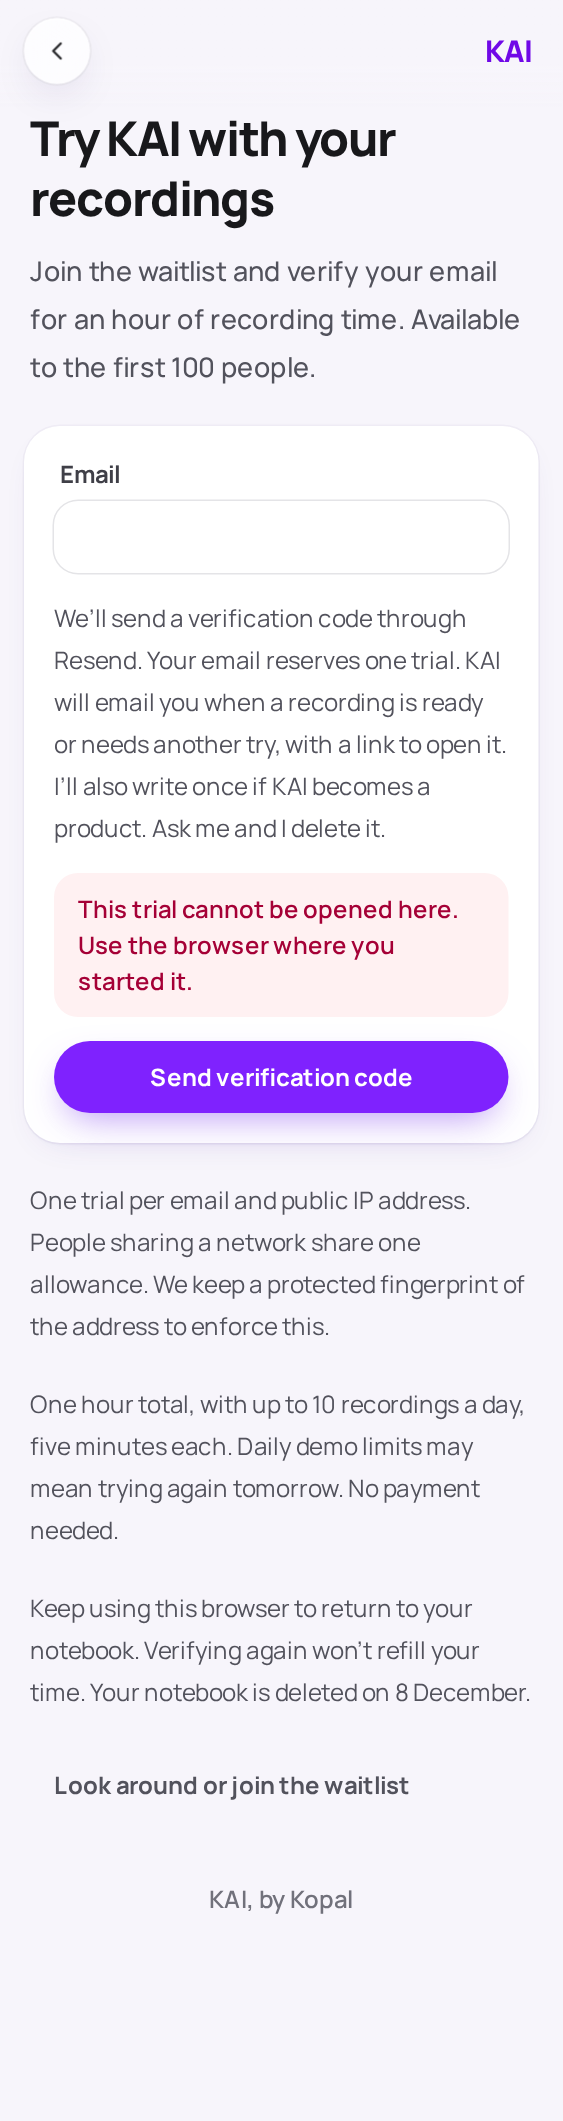 KAI
Try KAI with your
recordings
Join the waitlist and verify your email
for an hour of recording time. Available
to the first 100 people.
Email
We’ll send a verification code through
Resend. Your email reserves one trial. KAI
will email you when a recording is ready
or needs another try, with a link to open it.
I’ll also write once if KAI becomes a
product. Ask me and I delete it.
This trial cannot be opened here.
Use the browser where you
started it.
Send verification code
One trial per email and public IP address.
People sharing a network share one
allowance. We keep a protected fingerprint of
the address to enforce this.
One hour total, with up to 10 recordings a day,
five minutes each. Daily demo limits may
mean trying again tomorrow. No payment
needed.
Keep using this browser to return to your
notebook. Verifying again won’t refill your
time. Your notebook is deleted on 8 December.
Look around or join the waitlist
KAI, by Kopal